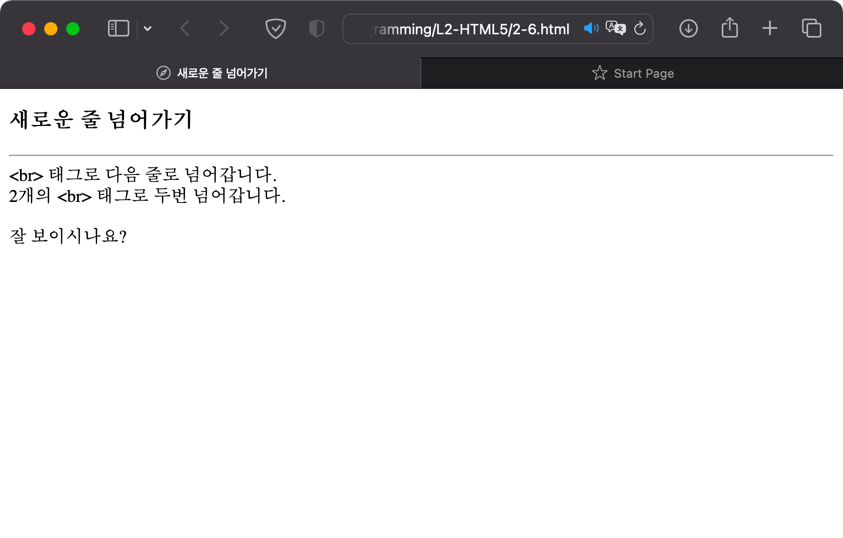 ramming/L2-HTML5/2-6.html
새로운 줄 넘어가기
Start Page
새로운 줄 넘어가기
<br> 태그로 다음 줄로 넘어갑니다.
2개의 <br> 태그로 두번 넘어갑니다.
잘 보이시나요?